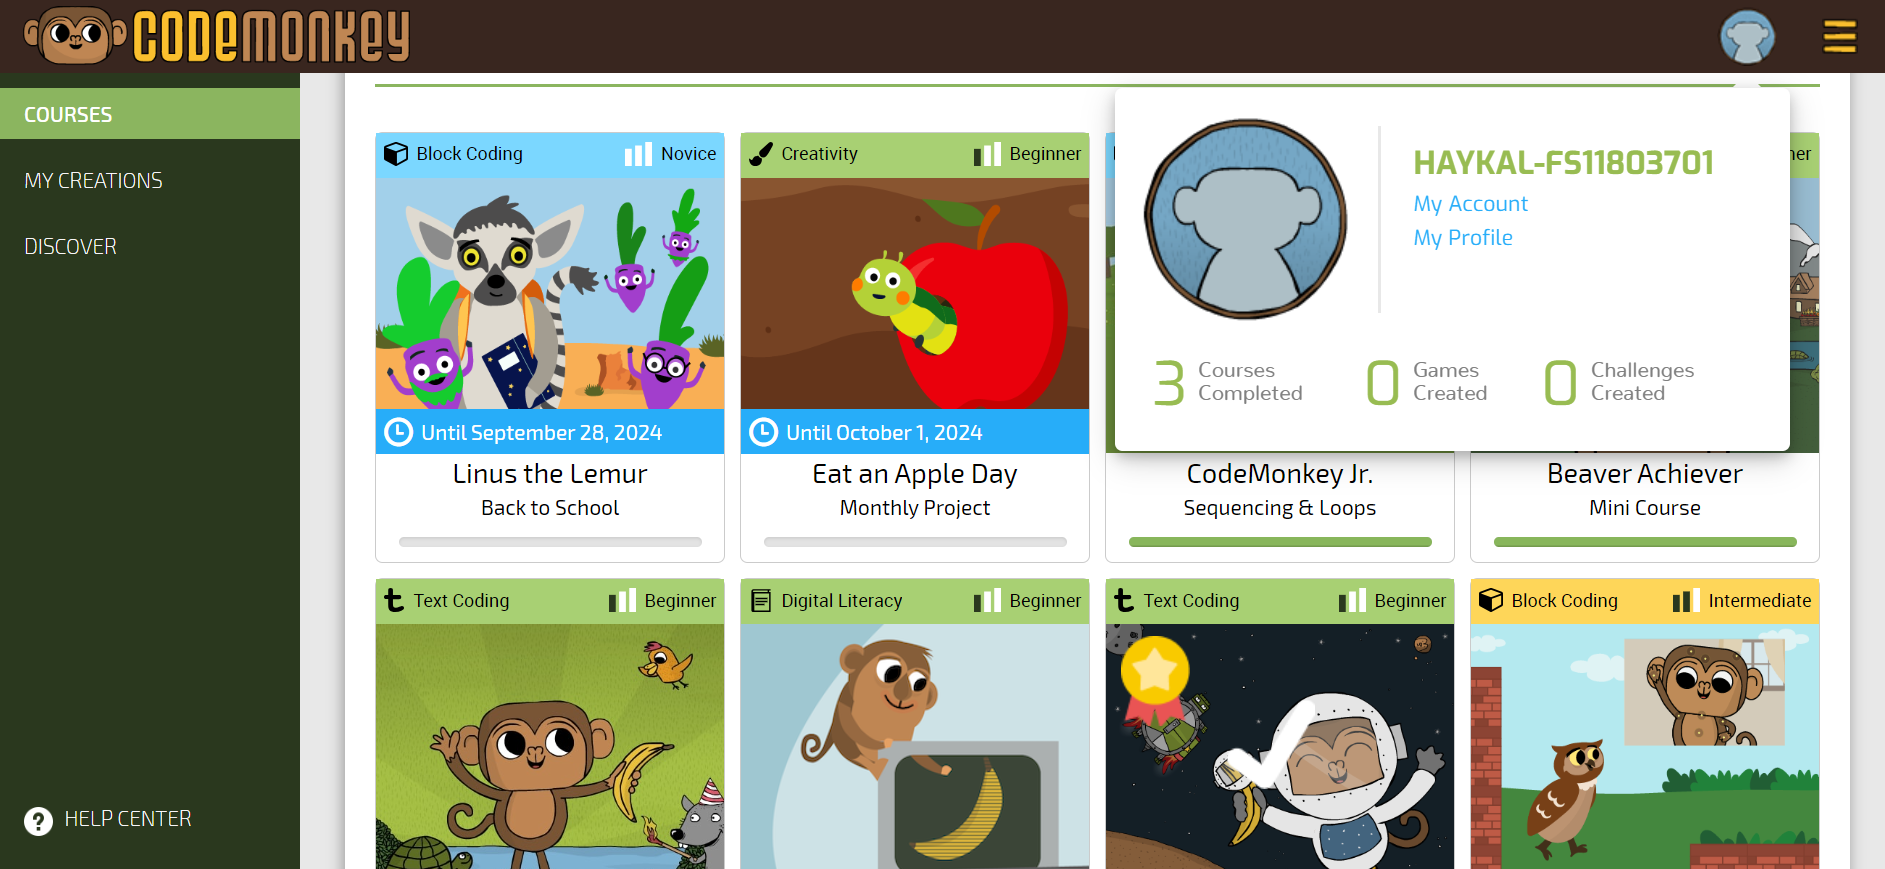 CODEMONKEY
COURSES
MY CREATIONS
DISCOVER
HELP CENTER
HAYKAL-FS11803701
My Account
My Profile
3 Courses Completed
0 Games Created
0 Challenges Created
Block Coding Novice
Until September 28, 2024
Linus the Lemur
Back to School
Creativity Beginner
Until October 1, 2024
Eat an Apple Day
Monthly Project
CodeMonkey Jr.
Sequencing & Loops
Beaver Achiever
Mini Course
Text Coding Beginner
Digital Literacy Beginner
Text Coding Beginner
Block Coding Intermediate